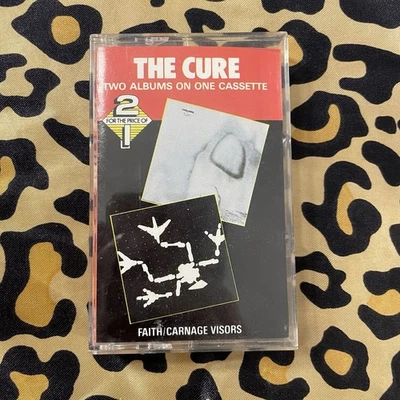 THE CURE
TWO ALBUMS ON ONE CASSETTE
2
FOR THE PRICE OF
1
FAITH/CARNAGE VISORS